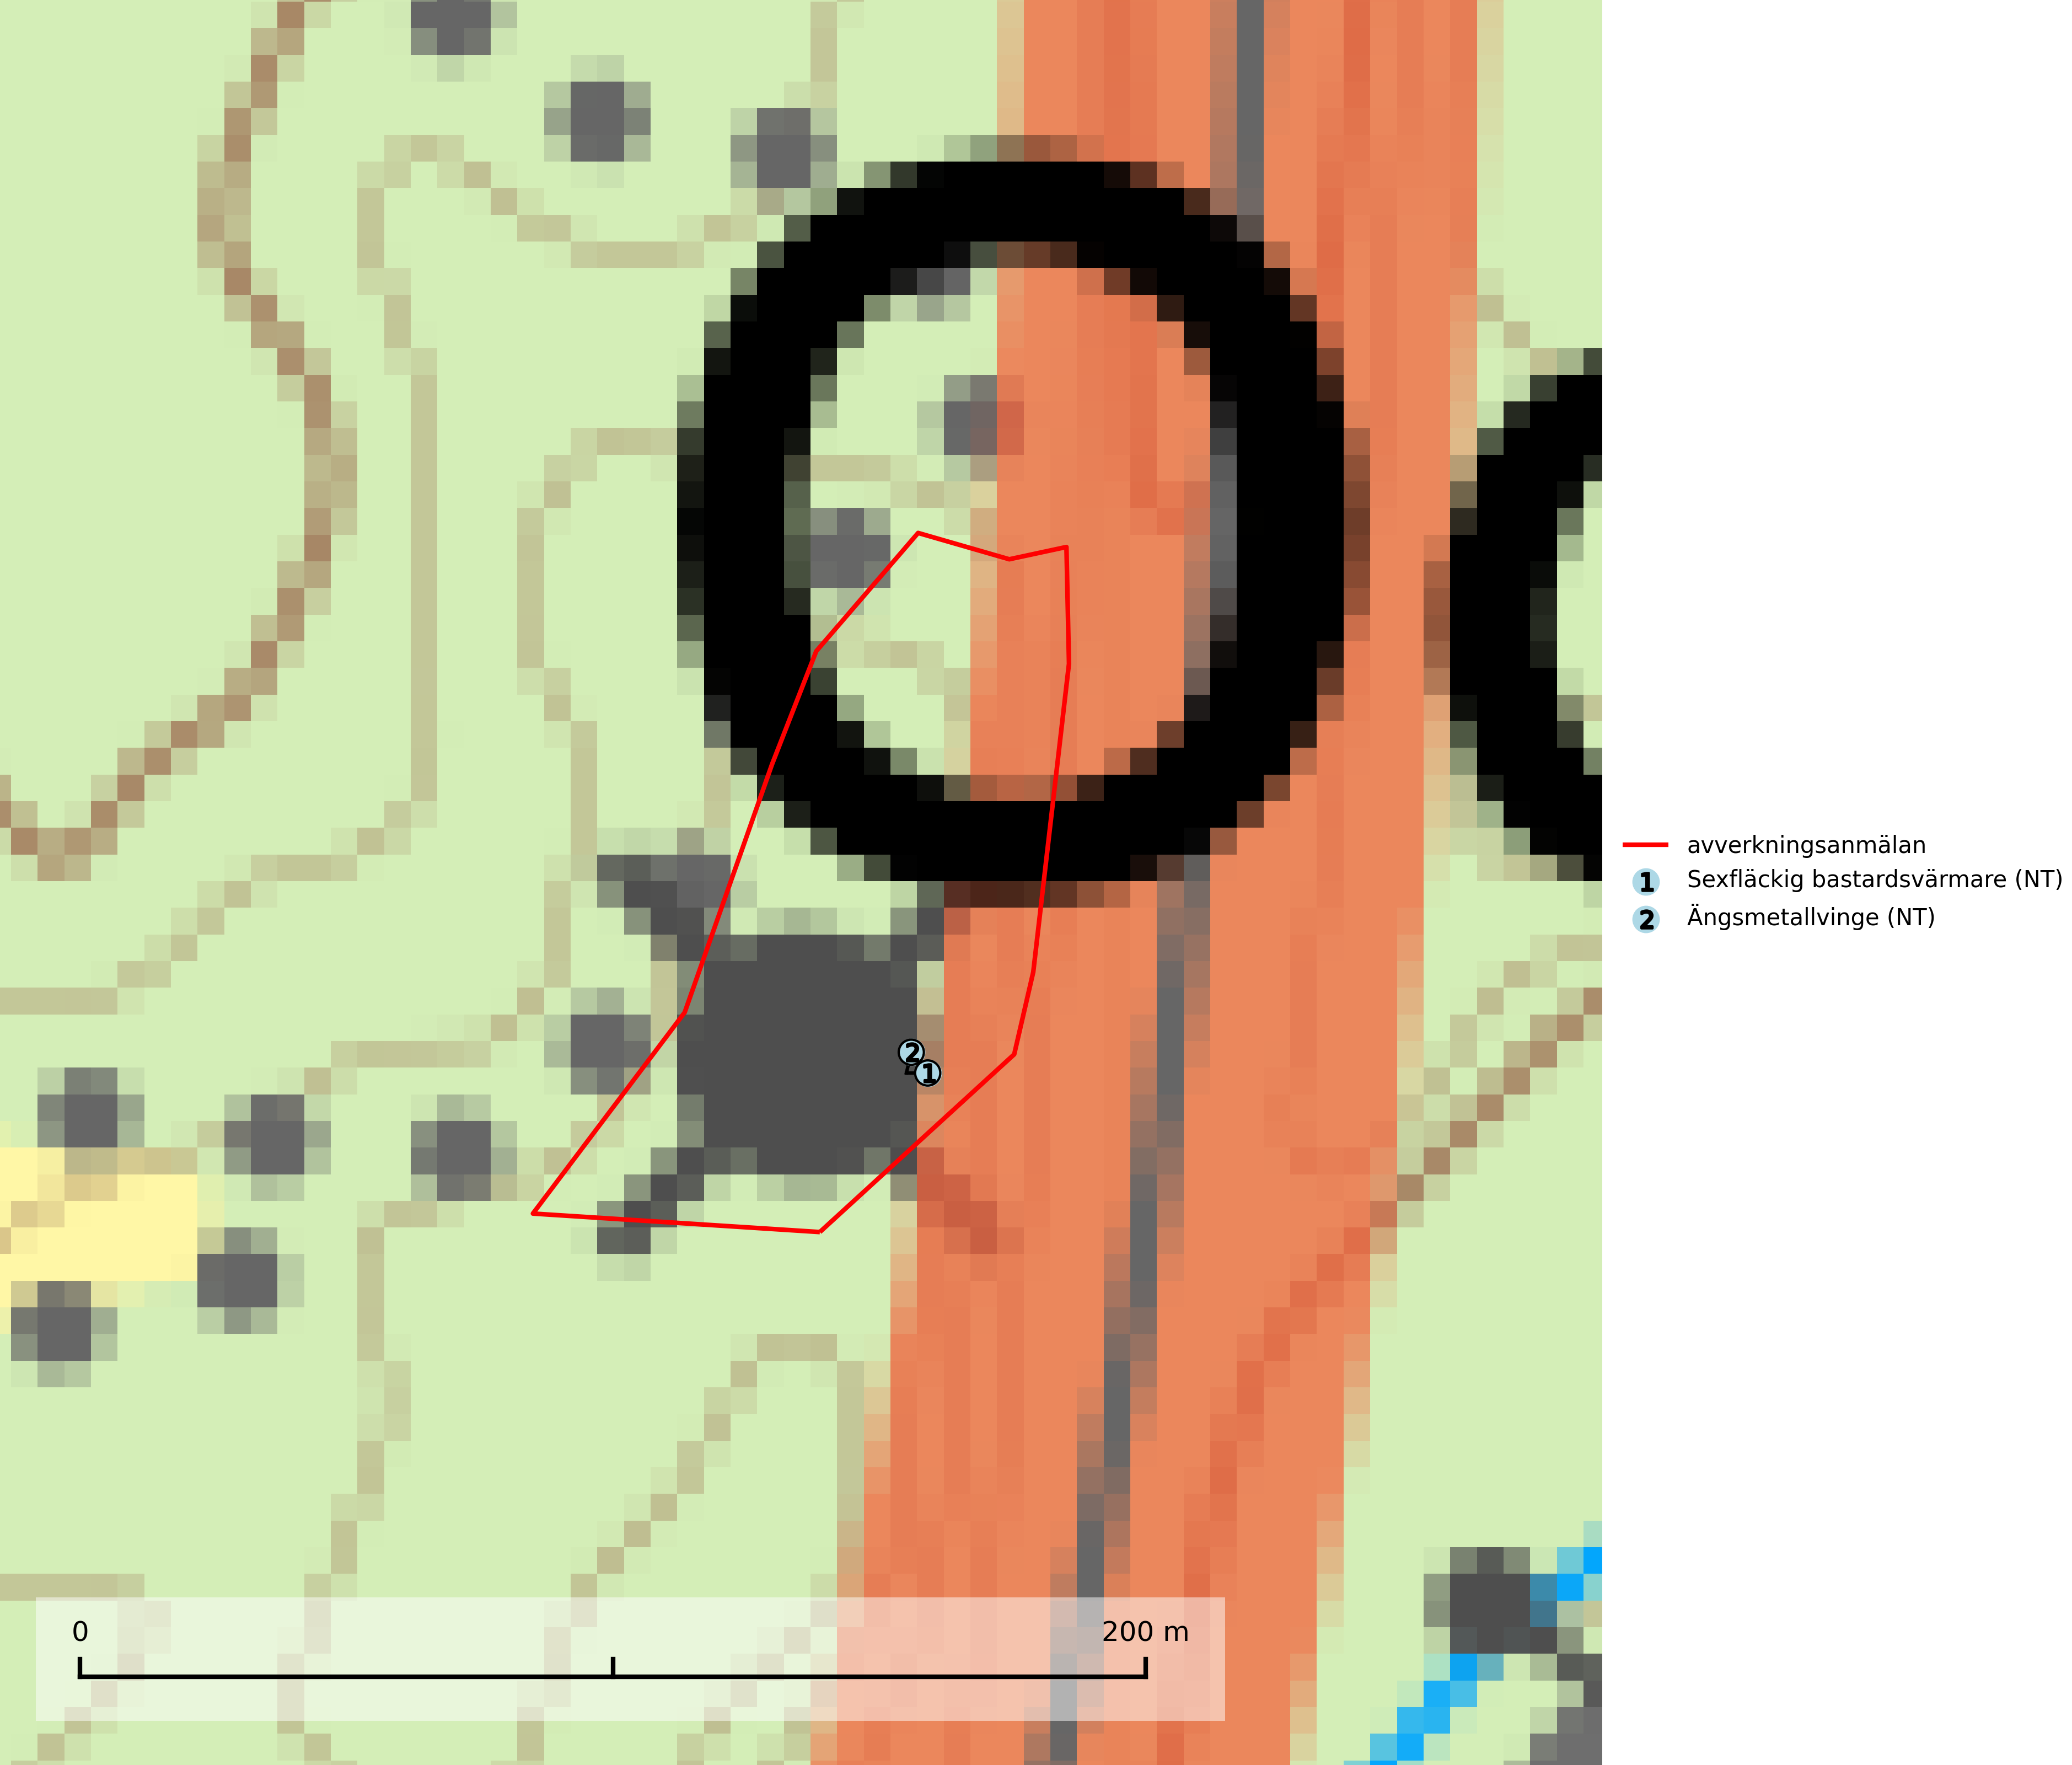 avverkningsanmälan
1 Sexfläckig bastardsvärmare (NT)
2 Ängsmetallvinge (NT)
2
1
0 200 m